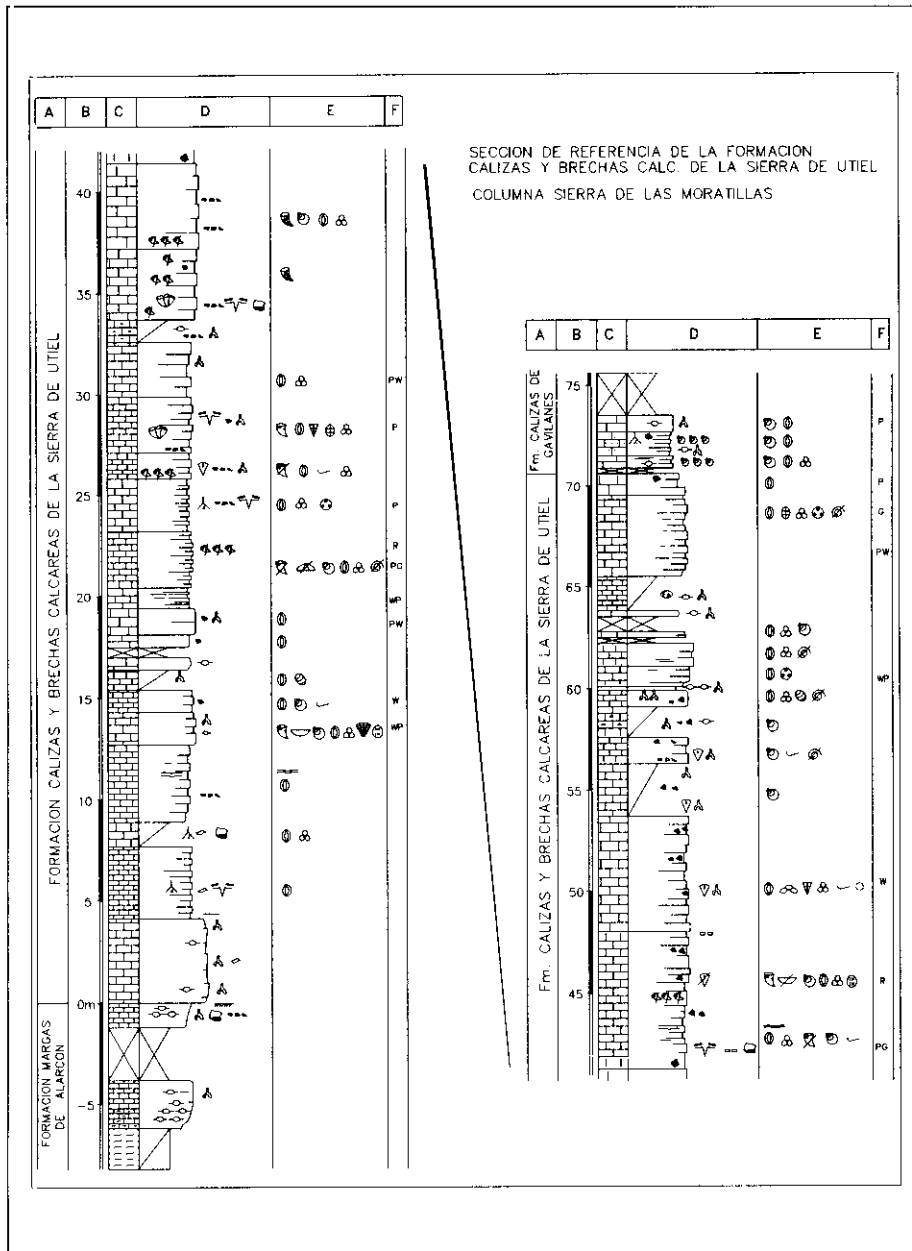 A B C D E F
SECCION DE REFERENCIA DE LA FORMACION
CALIZAS Y BRECHAS CALC. DE LA SIERRA DE UTIEL
COLUMNA SIERRA DE LAS MORATILLAS
FORMACION CALIZAS Y BRECHAS CALCAREAS DE LA SIERRA DE UTIEL
FORMACION MARGAS
DE ALARCON
40
35
30
25
20
15
10
5
0m
-5
PW
P
P
R
PG
WP
PW
W
WP
A B C D E F
Fm. CALIZAS DE
GAVILANES
Fm. CALIZAS Y BRECHAS CALCAREAS DE LA SIERRA DE UTIEL
75
70
65
60
55
50
45
P
P
G
PW
WP
W
R
PG